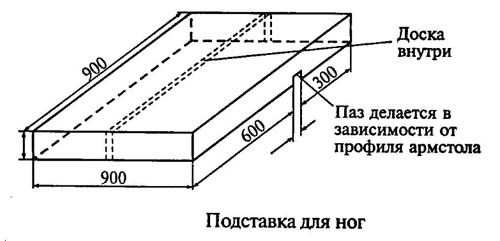 900
Доска
внутри
300
Паз делается в
зависимости от
профиля армстола
600
900
Подставка для ног